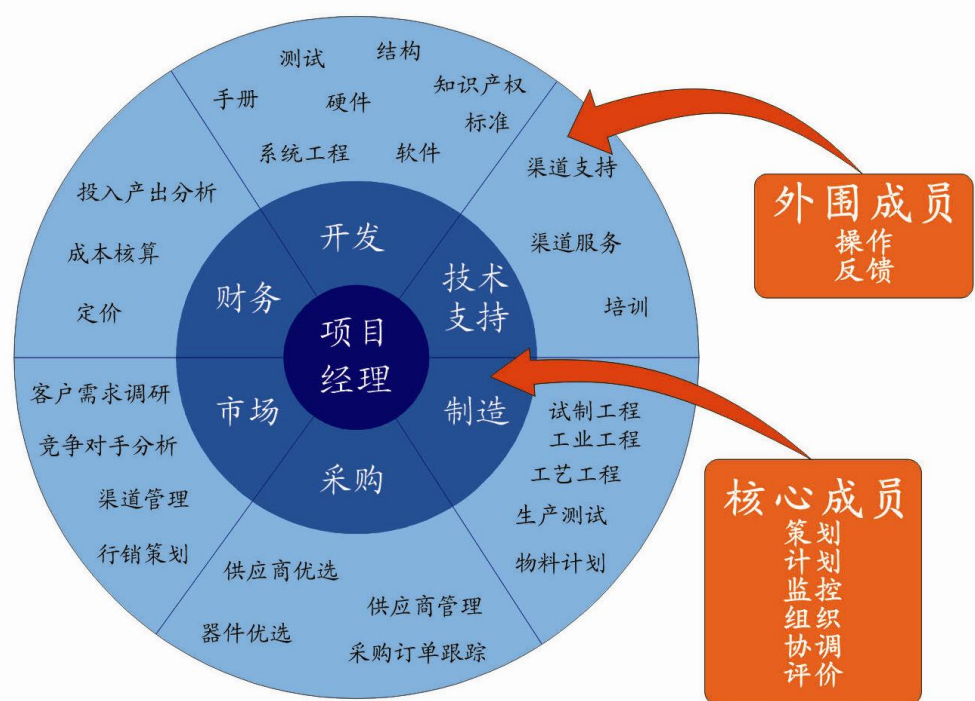 测试
结构
手册
硬件
知识产权
标准
系统工程
软件
投入产出分析
成本核算
定价
渠道支持
渠道服务
培训
开发
财务
技术
支持
项目
经理
市场
制造
采购
客户需求调研
竞争对手分析
渠道管理
行销策划
供应商优选
器件优选
供应商管理
采购订单跟踪
试制工程
工业工程
工艺工程
生产测试
物料计划
外围成员
操作
反馈
核心成员
策划
计划
监控
组织
协调
评价